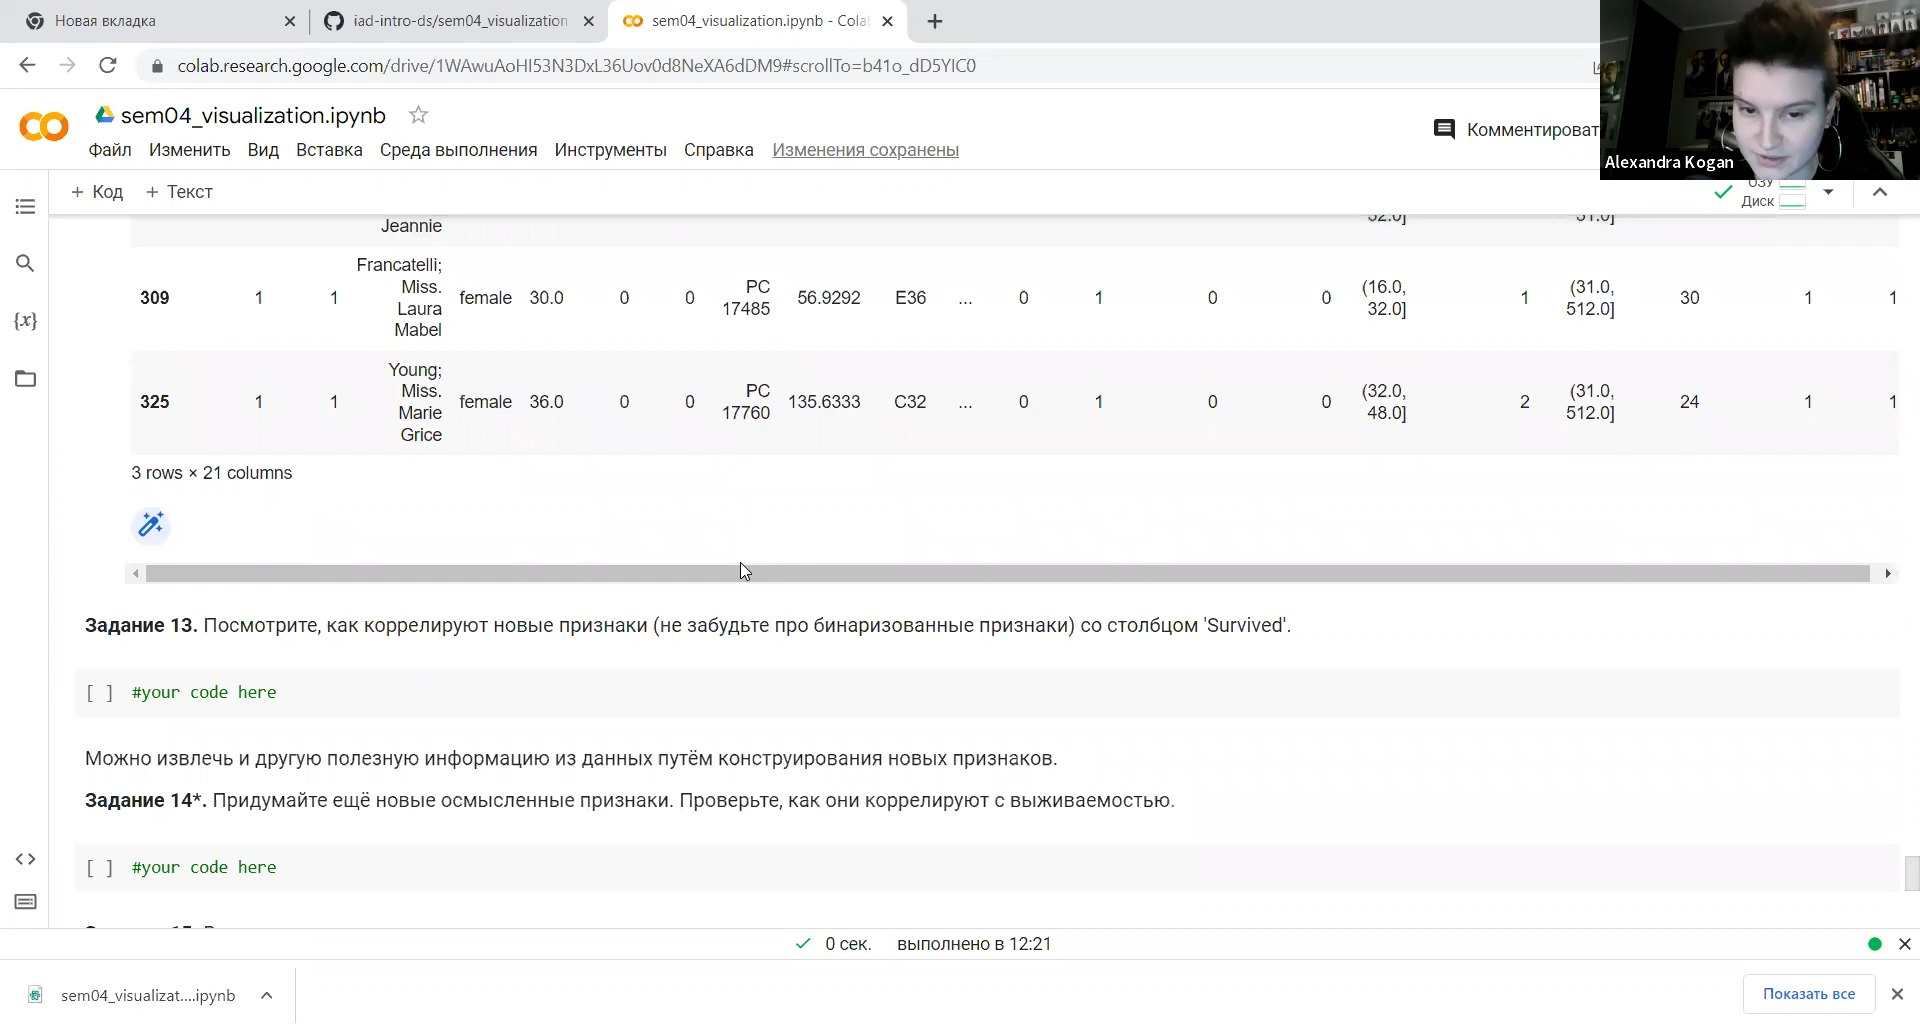 Новая вкладка
iad-intro-ds/sem04_visualization
sem04_visualization.ipynb - Cola
colab.research.google.com/drive/1WAwuAoHI53N3DxL36Uov0d8NeXA6dDM9#scrollTo=b41o_dD5YIC0
sem04_visualization.ipynb
Комментироват
Файл Изменить Вид Вставка Среда выполнения Инструменты Справка Изменения сохранены
Alexandra Kogan
+ Код + Текст
ОЗУ
Диск
Jeannie 32.0] 51.0]
Francatelli;
309 1 1 Miss. female 30.0 0 0 PC 56.9292 E36 ... 0 1 0 0 (16.0, 1 (31.0, 30 1 1
Laura 17485 32.0] 512.0]
Mabel
Young;
325 1 1 Miss. female 36.0 0 0 PC 135.6333 C32 ... 0 1 0 0 (32.0, 2 (31.0, 24 1 1
Marie 17760 48.0] 512.0]
Grice
3 rows × 21 columns
Задание 13. Посмотрите, как коррелируют новые признаки (не забудьте про бинаризованные признаки) со столбцом 'Survived'.
[ ] #your code here
Можно извлечь и другую полезную информацию из данных путём конструирования новых признаков.
Задание 14*. Придумайте ещё новые осмысленные признаки. Проверьте, как они коррелируют с выживаемостью.
[ ] #your code here
0 сек. выполнено в 12:21
sem04_visualizat....ipynb
Показать все